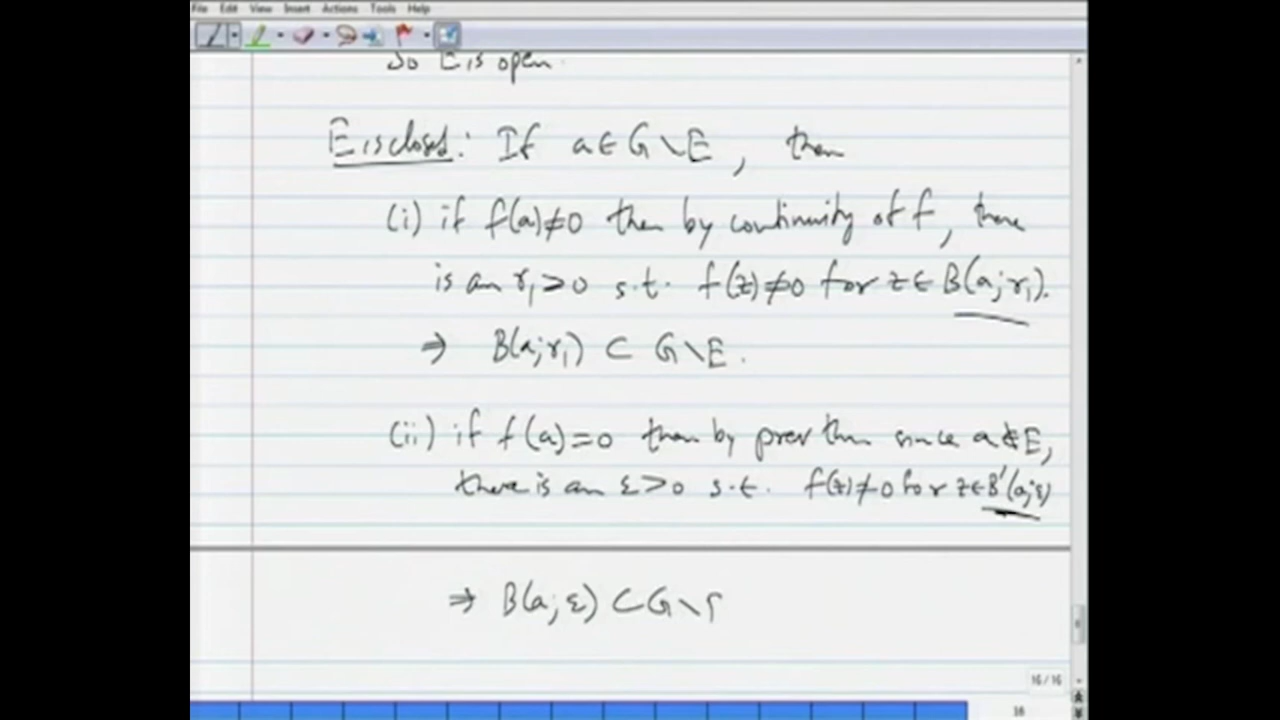 File Edit View Insert Actions Tools Help
So E is open.
E is closed: If a ∈ G \ E, then
(i) if f(a) ≠ 0 then by continuity of f, there
is an r₁ > 0 s.t. f(z) ≠ 0 for z ∈ B(a; r₁).
⇒ B(a; r₁) ⊂ G \ E.
(ii) if f(a) = 0 then by prev thm since a ∉ E,
there is an ε > 0 s.t. f(z) ≠ 0 for z ∈ B'(a; ε)
⇒ B(a; ε) ⊂ G \
16 / 16
16